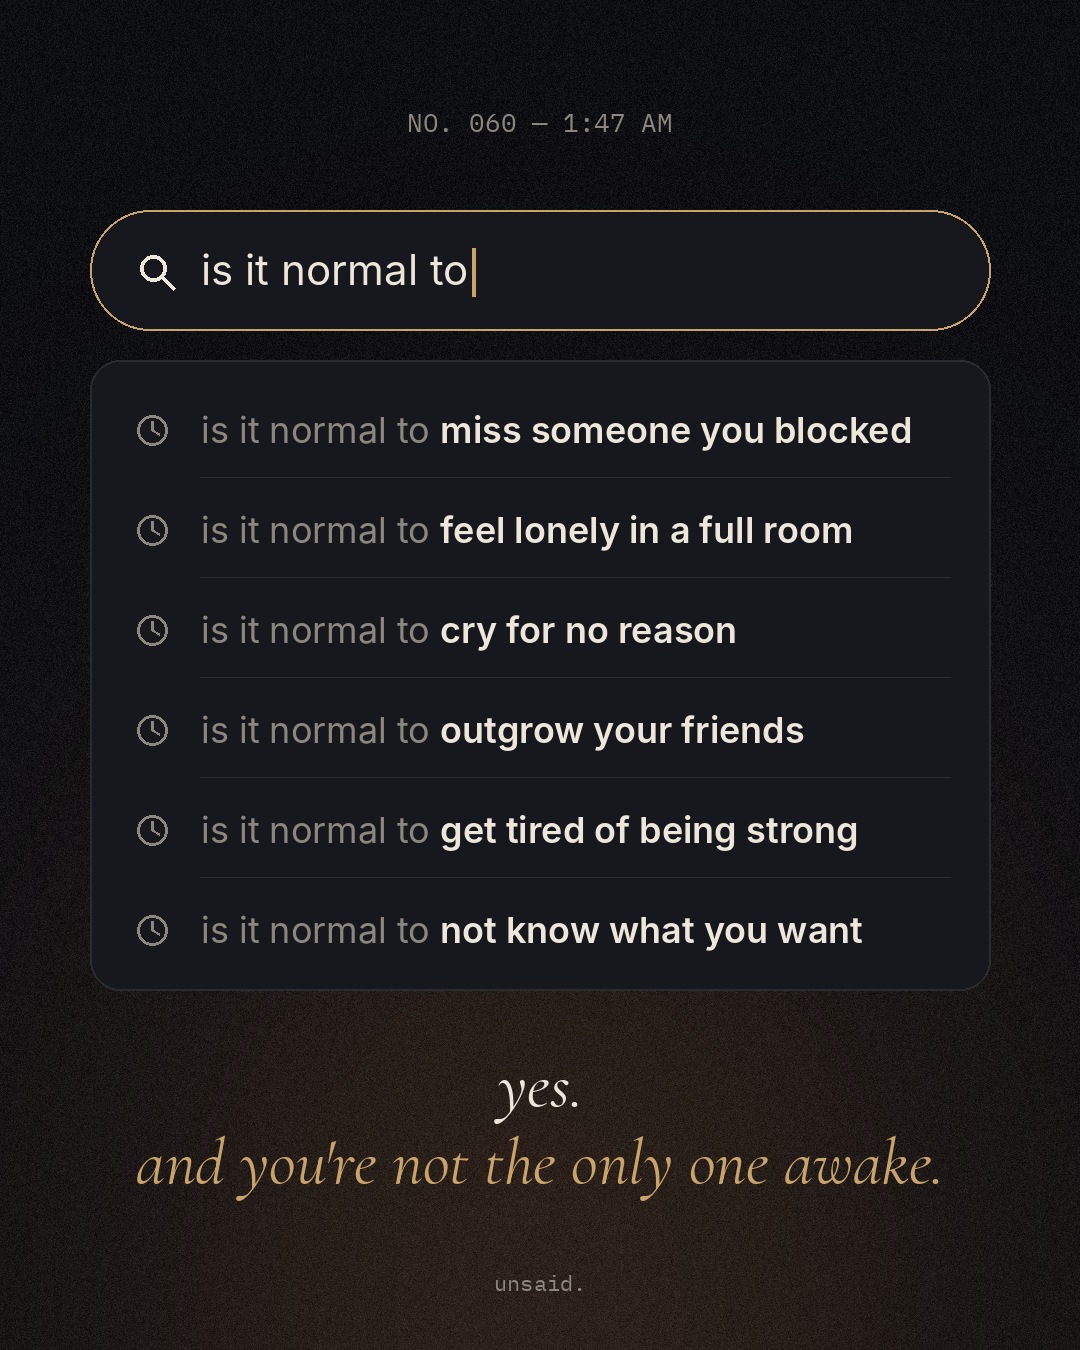 NO. 060 — 1:47 AM
is it normal to
is it normal to miss someone you blocked
is it normal to feel lonely in a full room
is it normal to cry for no reason
is it normal to outgrow your friends
is it normal to get tired of being strong
is it normal to not know what you want
yes.
and you're not the only one awake.
unsaid.